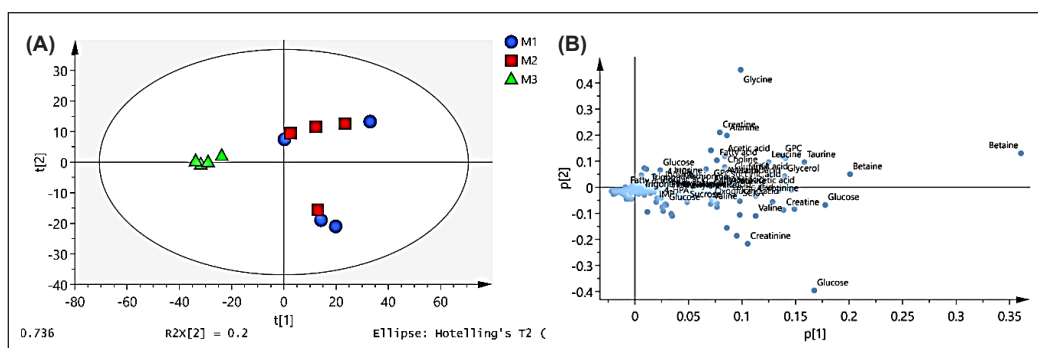 (A)
M1
M2
M3
30
20
10
0
-10
-20
-30
-40
t[2]
-80
-60
-40
-20
0
20
40
60
t[1]
0.736
R2X[2] = 0.2
Ellipse: Hotelling's T2 (
(B)
0.4
0.3
0.2
0.1
-0
-0.1
-0.2
-0.3
-0.4
p[2]
Glycine
Creatine
Alanine
Acetic acid
GPC
Fatty acid
Leucine
Taurine
Choline
Glucose
Glycerol
Betaine
Betaine
Sucrose
Glucose
Valine
Valine
Creatine
Glucose
Creatinine
Glucose
0
0.05
0.1
0.15
0.2
0.25
0.3
0.35
p[1]